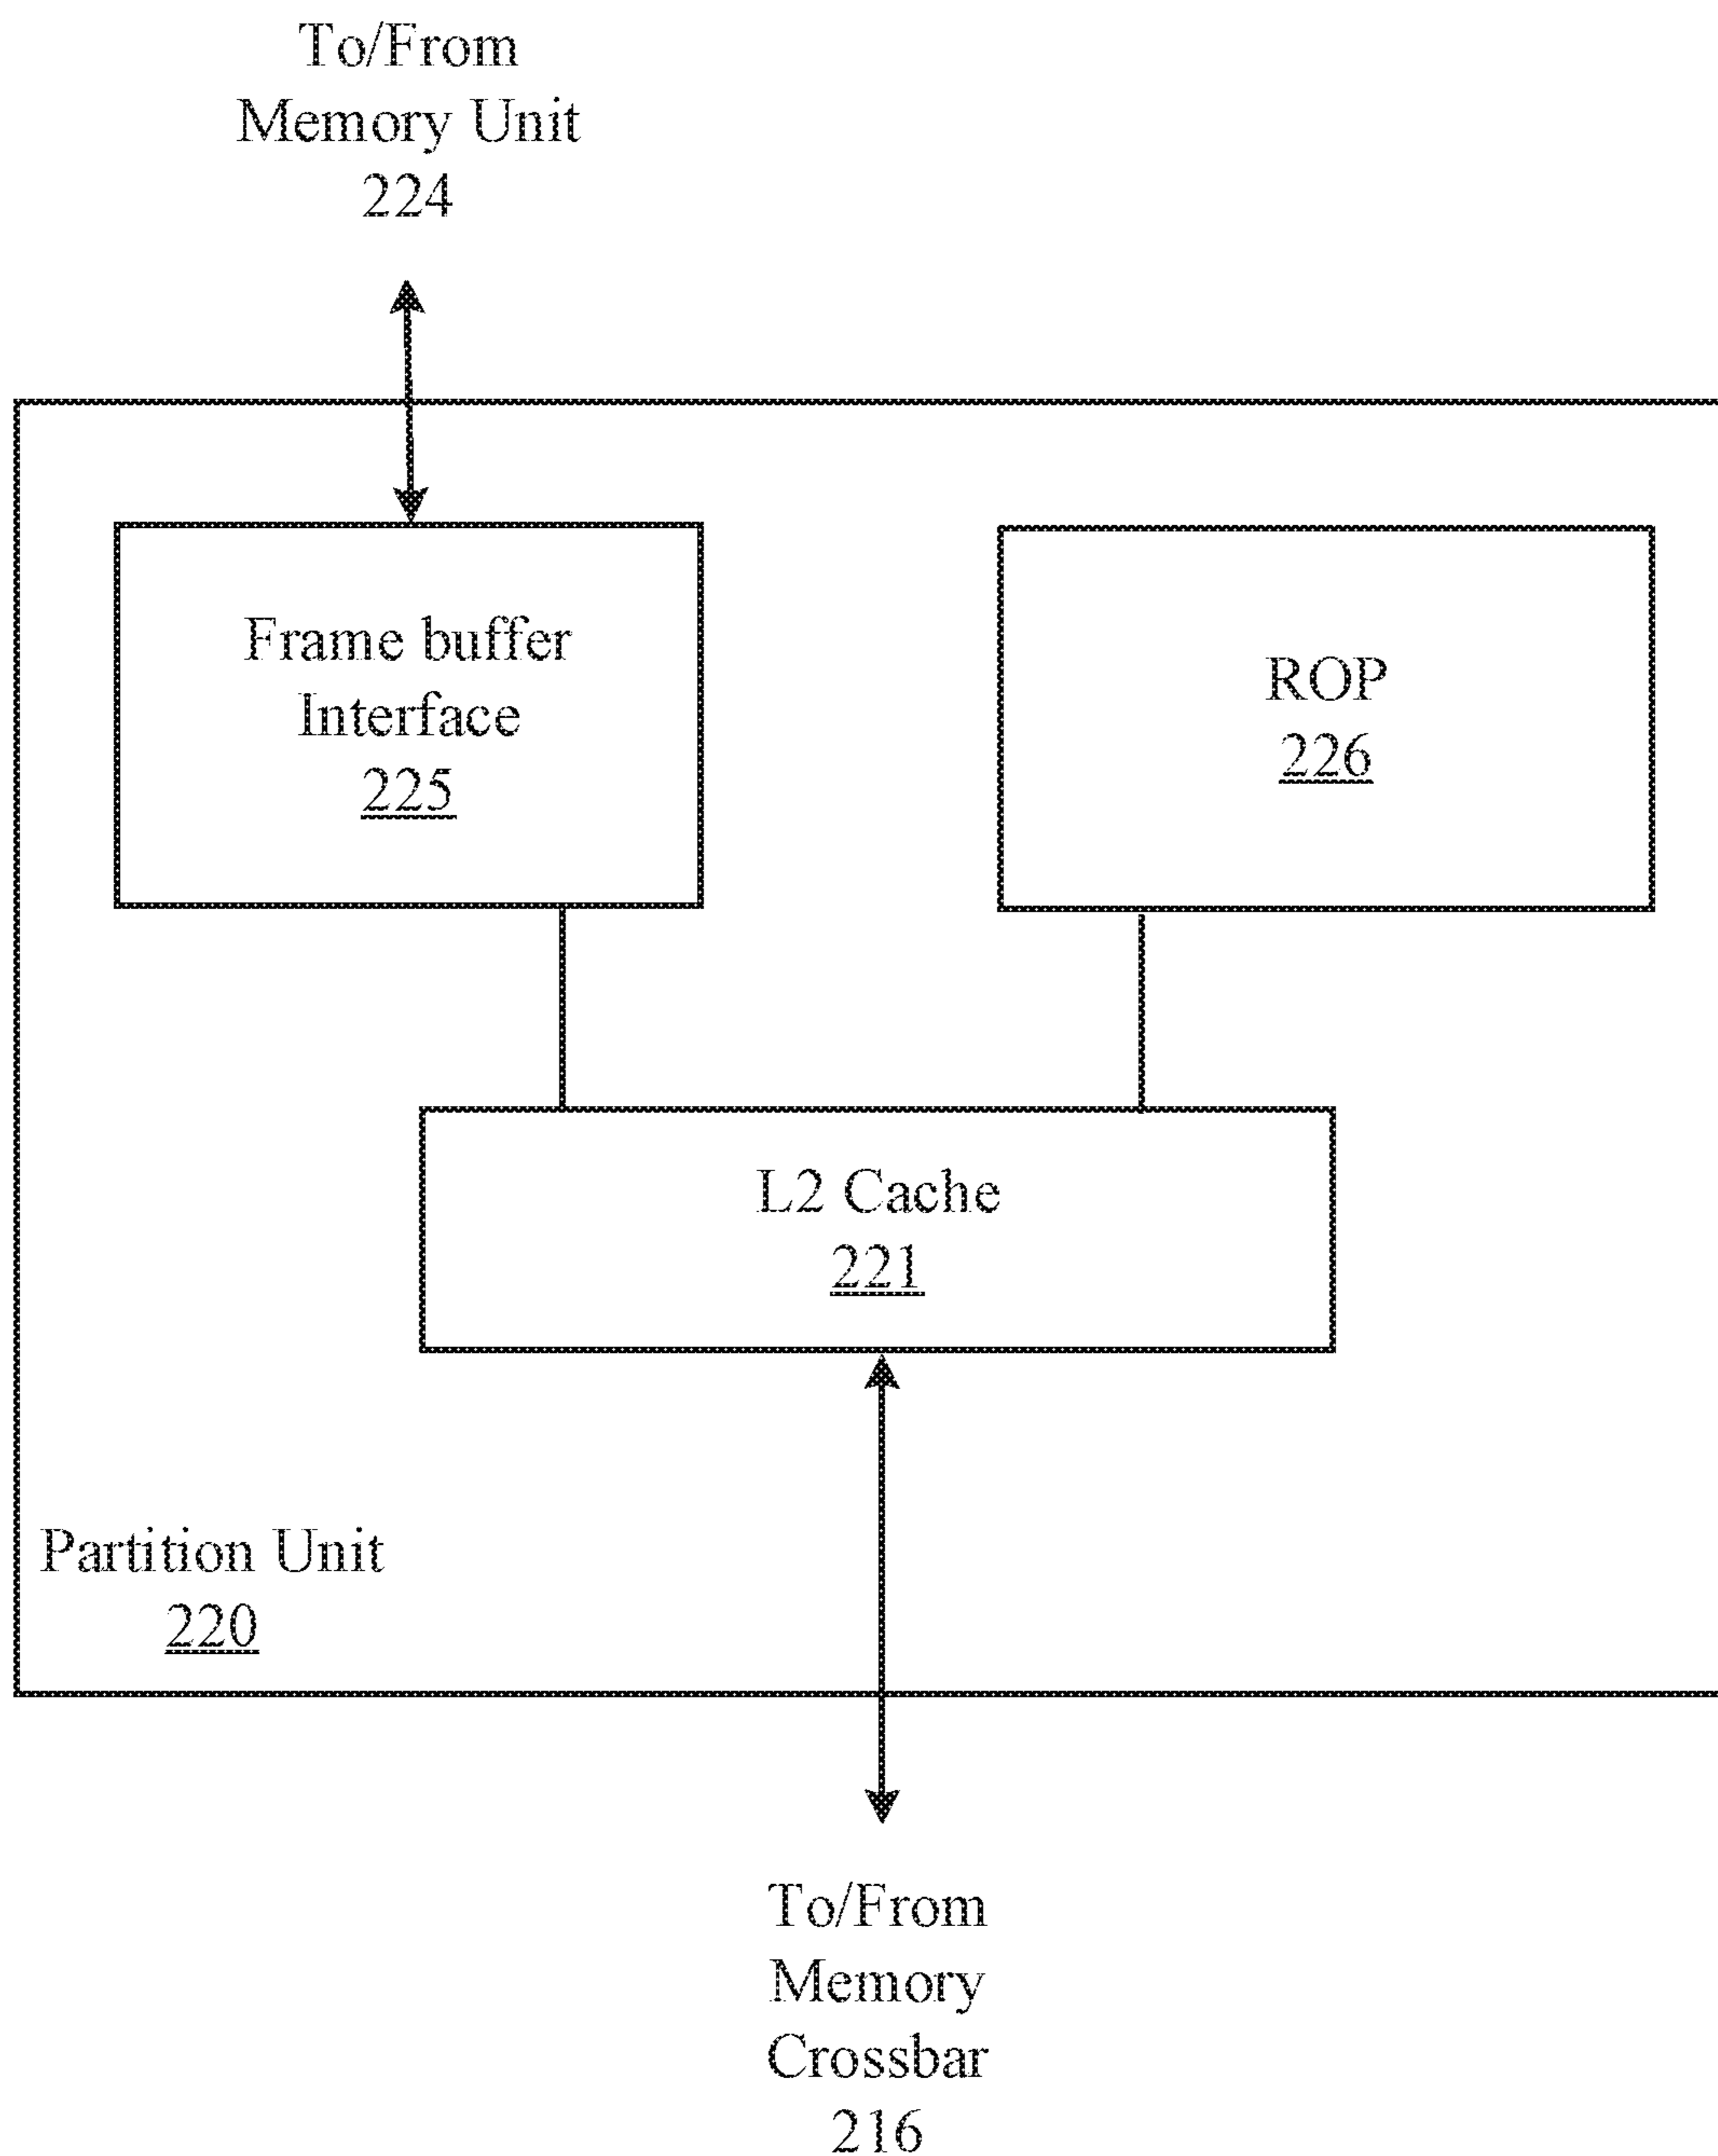 To/From
Memory Unit
224
Frame buffer
Interface
225
ROP
226
L2 Cache
221
Partition Unit
220
To/From
Memory
Crossbar
216